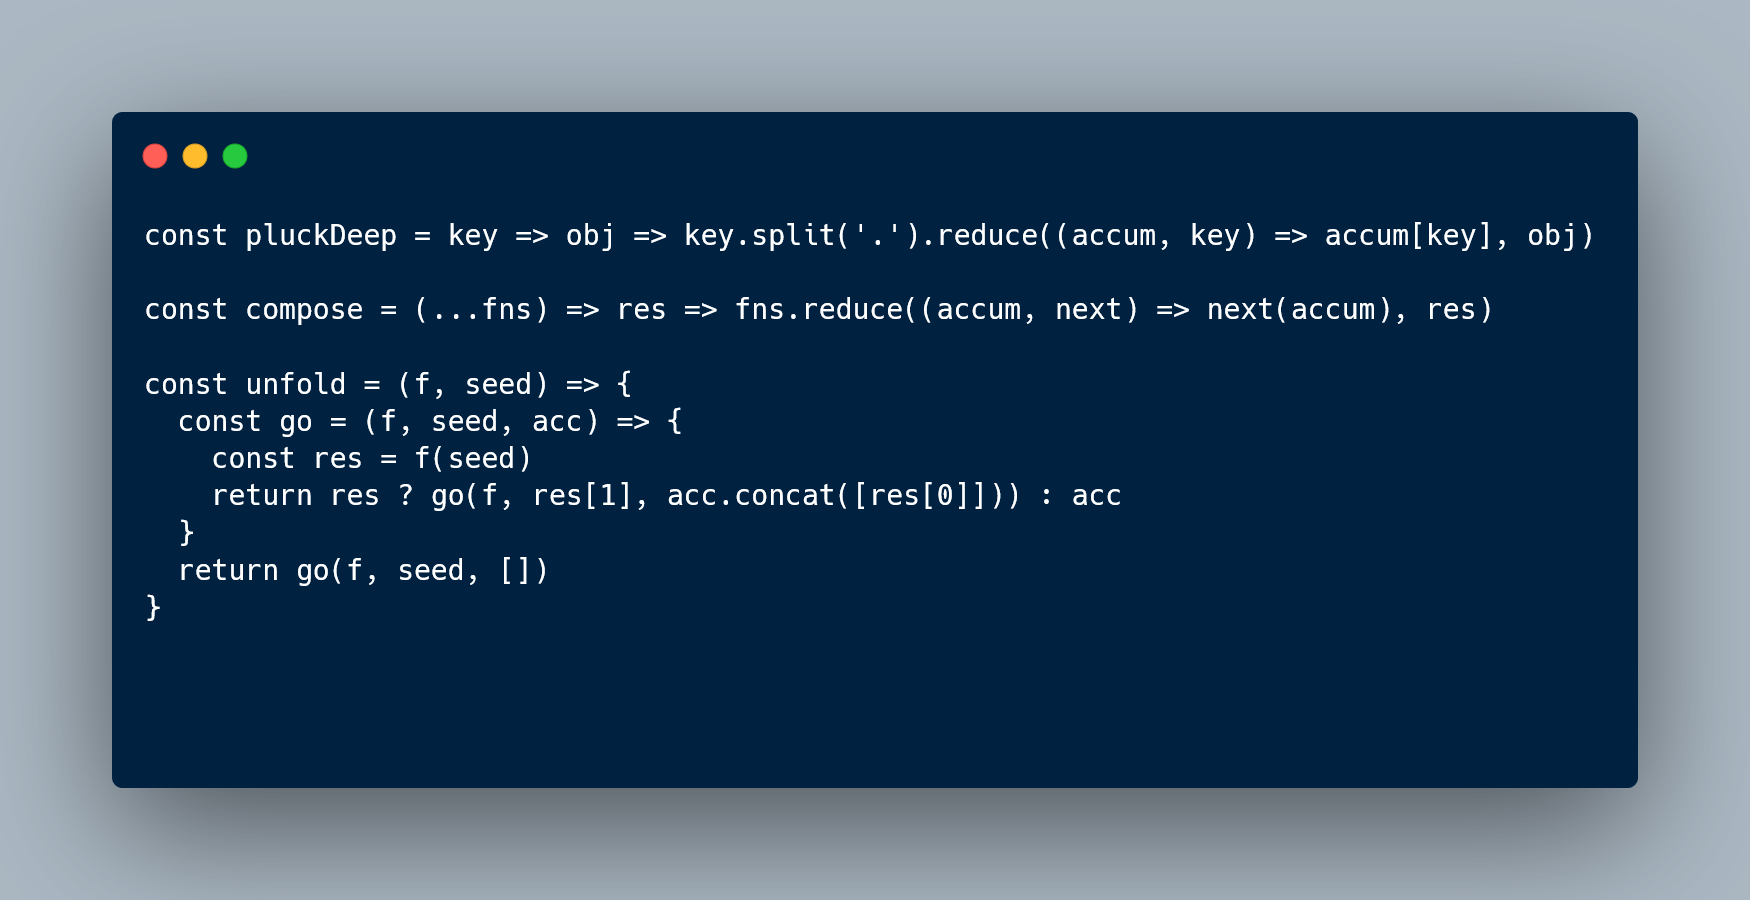 const pluckDeep = key => obj => key.split('.').reduce((accum, key) => accum[key], obj)
const compose = (...fns) => res => fns.reduce((accum, next) => next(accum), res)
const unfold = (f, seed) => {
  const go = (f, seed, acc) => {
    const res = f(seed)
    return res ? go(f, res[1], acc.concat([res[0]])) : acc
  }
  return go(f, seed, [])
}